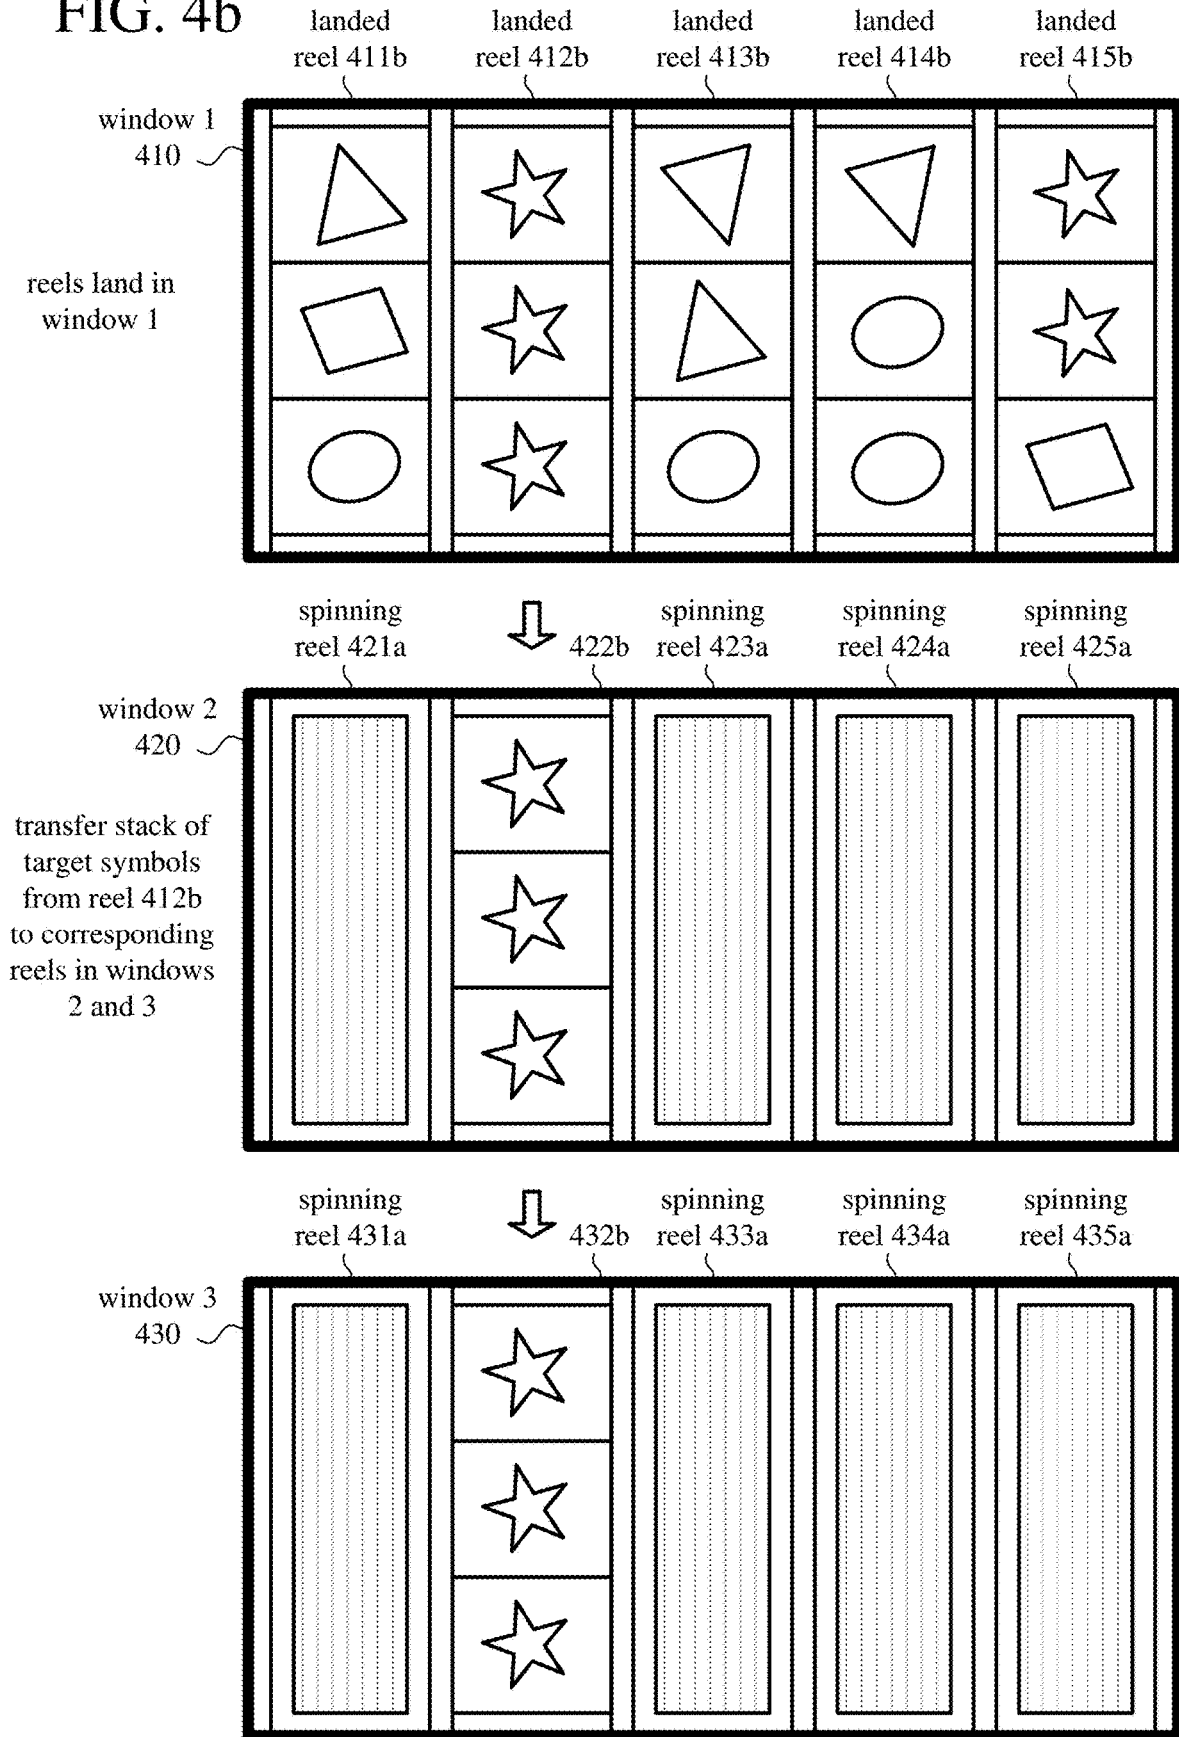 FIG. 4b
landed
reel 411b
landed
reel 412b
landed
reel 413b
landed
reel 414b
landed
reel 415b
window 1
410
reels land in
window 1
spinning
reel 421a
422b
spinning
reel 423a
spinning
reel 424a
spinning
reel 425a
window 2
420
transfer stack of
target symbols
from reel 412b
to corresponding
reels in windows
2 and 3
spinning
reel 431a
432b
spinning
reel 433a
spinning
reel 434a
spinning
reel 435a
window 3
430